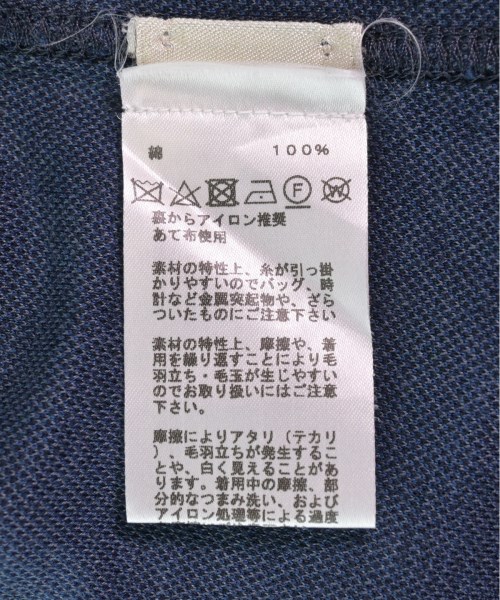 綿 100%
F W
裏からアイロン推奨
あて布使用
素材の特性上、糸が引っ掛
かりやすいのでバッグ、時
計など金属突起物や、ざら
ついたものにご注意下さい
素材の特性上、摩擦や、着
用を繰り返すことにより毛
羽立ち・毛玉が生じやすい
のでお取り扱いにはご注意
下さい。
摩擦によりアタリ（テカリ
）、毛羽立ちが発生するこ
とや、白く見えることがあ
ります。着用中の摩擦、部
分的なつまみ洗い、および
アイロン処理等による過度